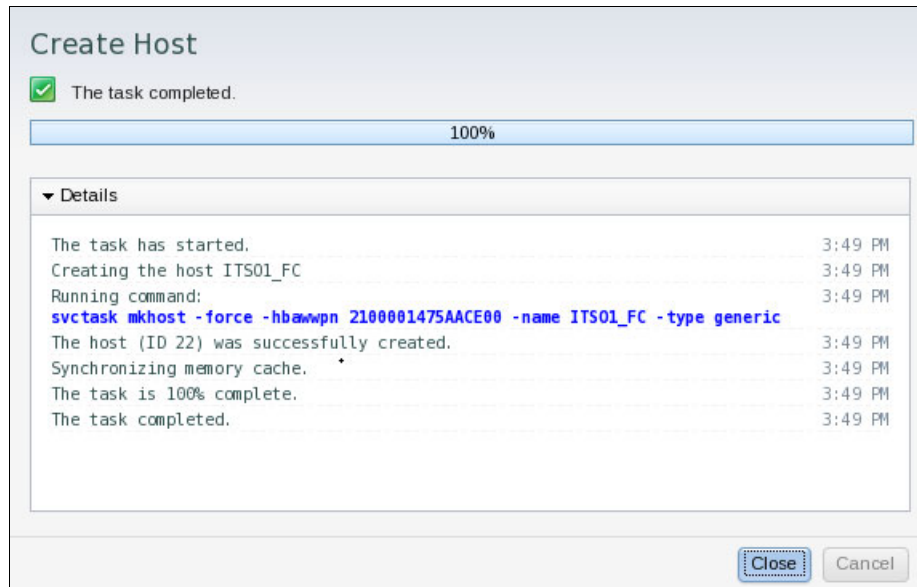 Create Host
The task completed.
100%
Details
The task has started. 3:49 PM
Creating the host ITSO1_FC 3:49 PM
Running command: 3:49 PM
svctask mkhost -force -hbawwpn 2100001475AACE00 -name ITSO1_FC -type generic
The host (ID 22) was successfully created. 3:49 PM
Synchronizing memory cache. 3:49 PM
The task is 100% complete. 3:49 PM
The task completed. 3:49 PM
Close Cancel